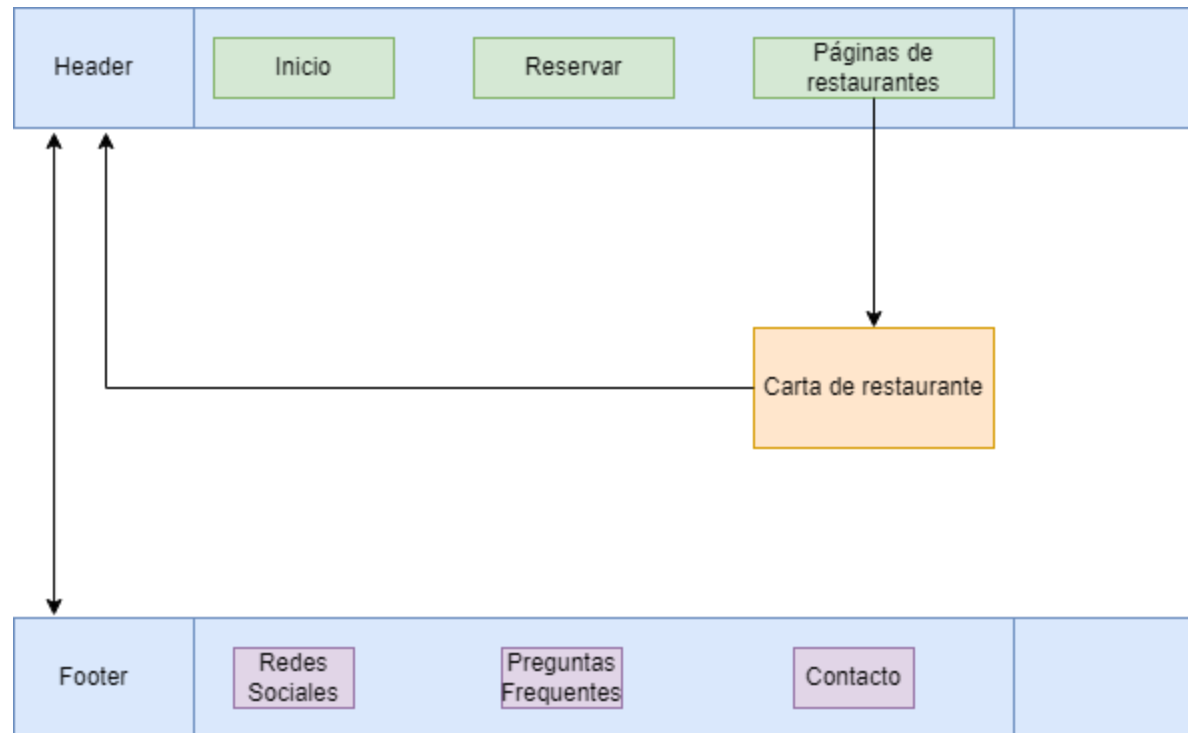 Header
Inicio
Reservar
Páginas de
restaurantes
Carta de restaurante
Footer
Redes
Sociales
Preguntas
Frequentes
Contacto